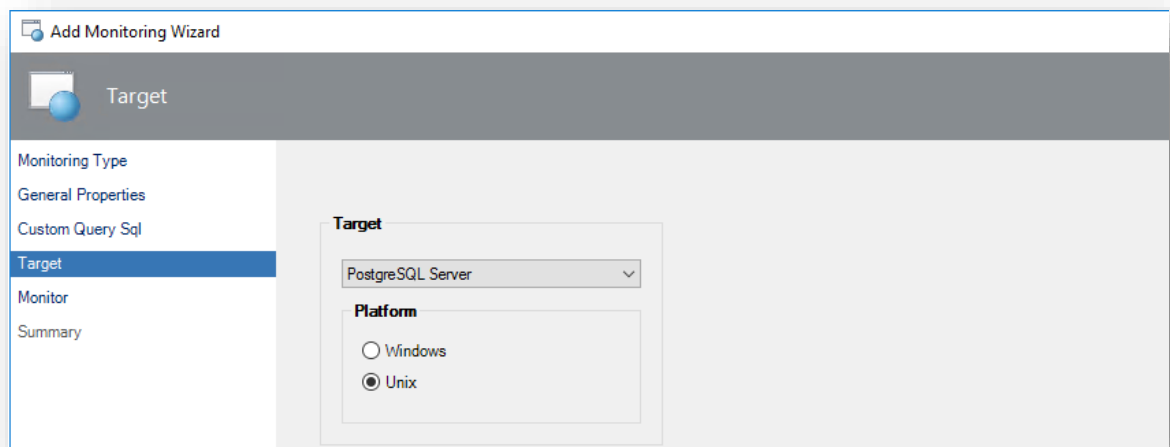 Add Monitoring Wizard
Target
Monitoring Type
General Properties
Custom Query Sql
Target
Monitor
Summary
Target
PostgreSQL Server
Platform
Windows
Unix